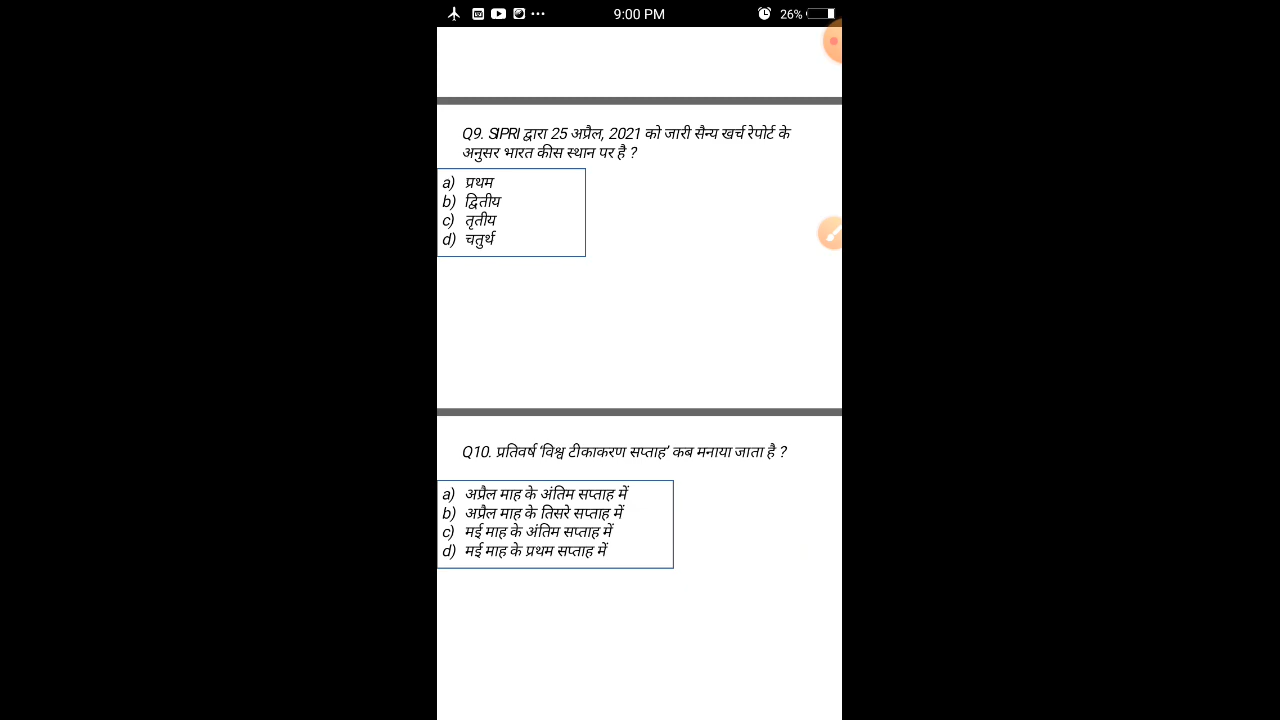 9:00 PM
26%
Q9. SIPRI द्वारा 25 अप्रैल, 2021 को जारी सैन्य खर्च रेपोर्ट के
अनुसर भारत कीस स्थान पर है ?
a) प्रथम
b) द्वितीय
c) तृतीय
d) चतुर्थ
Q10. प्रतिवर्ष ‘विश्व टीकाकरण सप्ताह’ कब मनाया जाता है ?
a) अप्रैल माह के अंतिम सप्ताह में
b) अप्रैल माह के तिसरे सप्ताह में
c) मई माह के अंतिम सप्ताह में
d) मई माह के प्रथम सप्ताह में